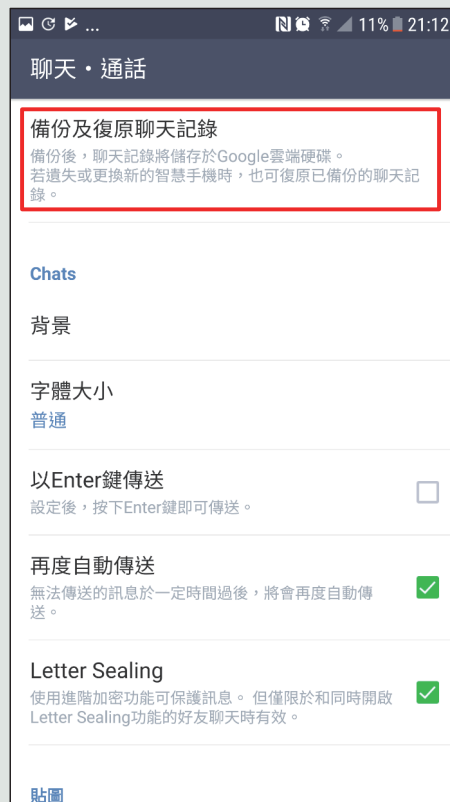 ... 11% 21:12
聊天・通話
備份及復原聊天記錄
備份後，聊天記錄將儲存於Google雲端硬碟。
若遺失或更換新的智慧手機時，也可復原已備份的聊天記
錄。
Chats
背景
字體大小
普通
以Enter鍵傳送
設定後，按下Enter鍵即可傳送。
再度自動傳送
無法傳送的訊息於一定時間過後，將會再度自動傳
送。
Letter Sealing
使用進階加密功能可保護訊息。 但僅限於和同時開啟
Letter Sealing功能的好友聊天時有效。
貼圖